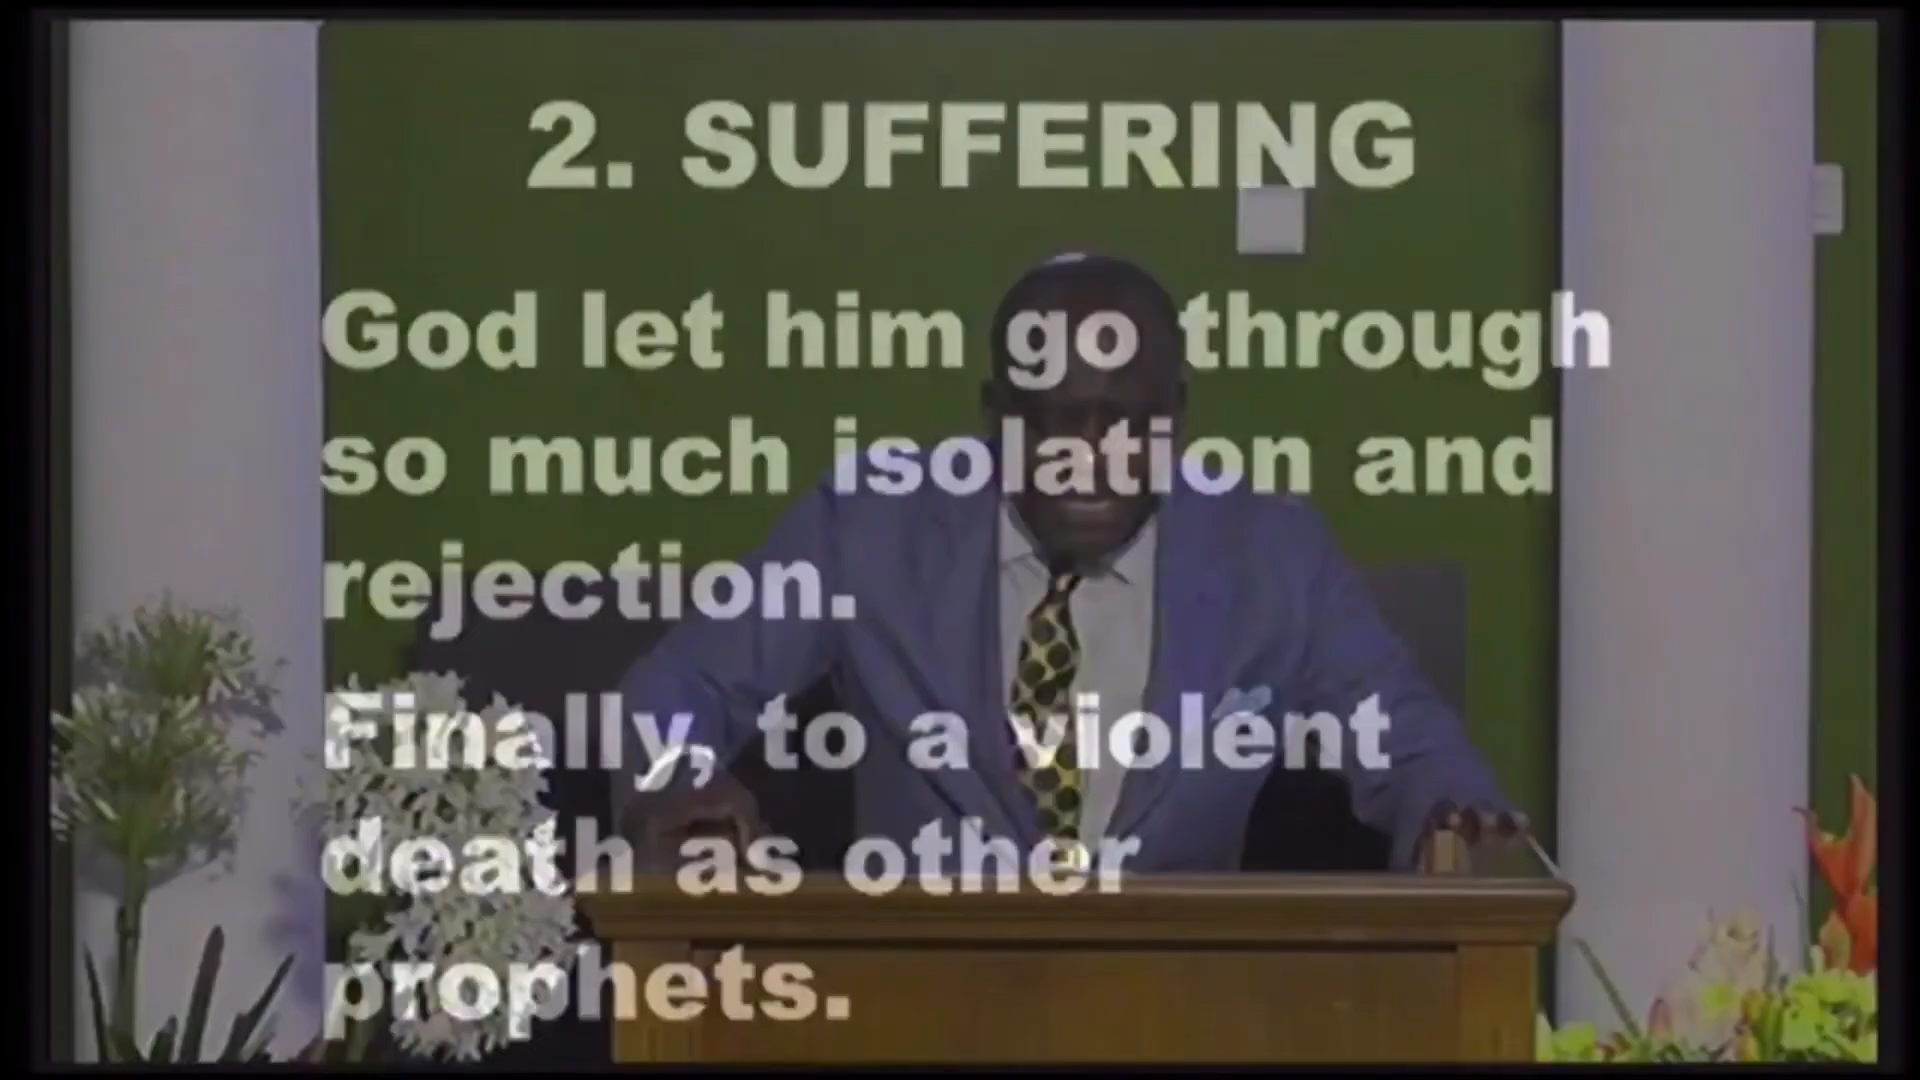 2. SUFFERING
God let him go through
so much isolation and
rejection.
Finally, to a violent
death as other
prophets.